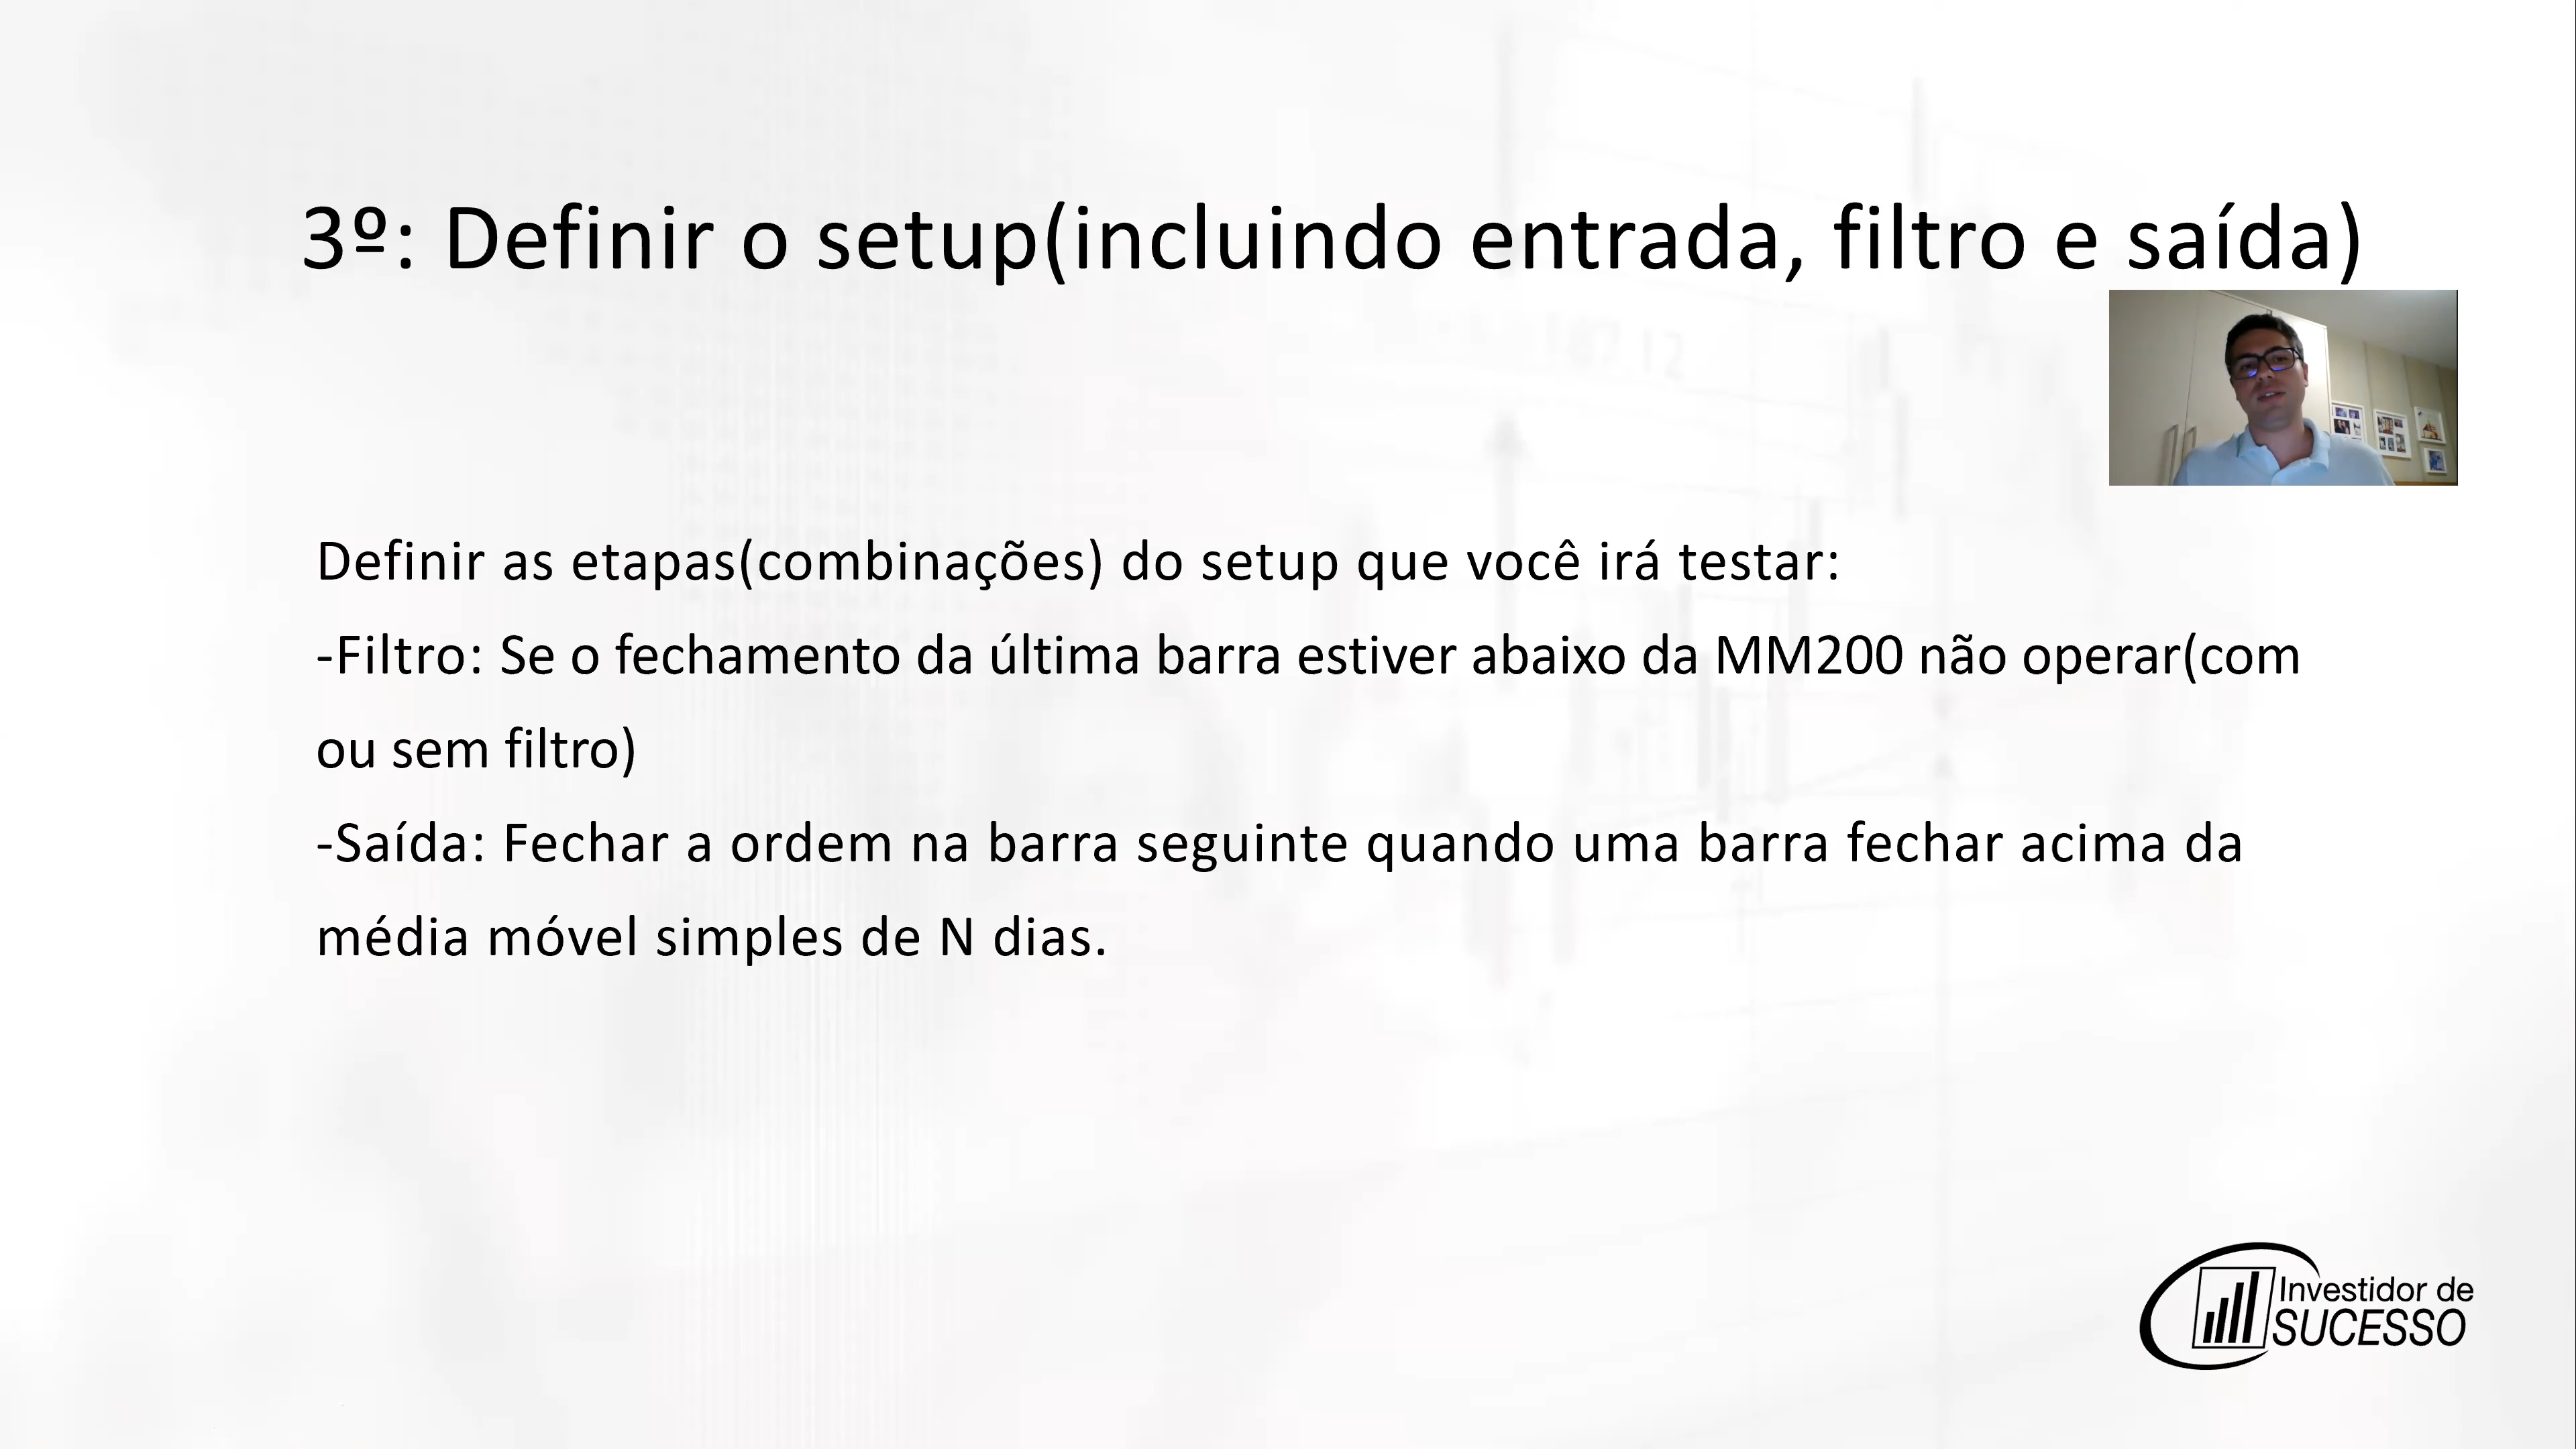 3º: Definir o setup(incluindo entrada, filtro e saída)
Definir as etapas(combinações) do setup que você irá testar:
-Filtro: Se o fechamento da última barra estiver abaixo da MM200 não operar(com
ou sem filtro)
-Saída: Fechar a ordem na barra seguinte quando uma barra fechar acima da
média móvel simples de N dias.
Investidor de
SUCESSO